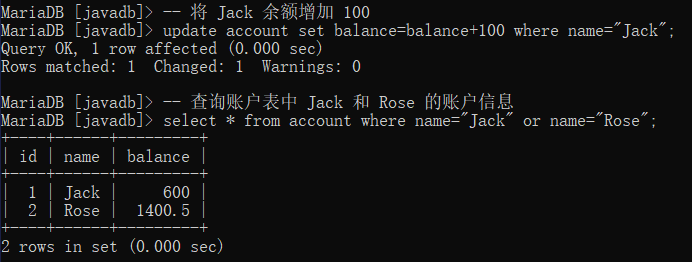 MariaDB [javadb]> -- 将 Jack 余额增加 100
MariaDB [javadb]> update account set balance=balance+100 where name="Jack";
Query OK, 1 row affected (0.000 sec)
Rows matched: 1  Changed: 1  Warnings: 0

MariaDB [javadb]> -- 查询账户表中 Jack 和 Rose 的账户信息
MariaDB [javadb]> select * from account where name="Jack" or name="Rose";
+----+------+---------+
| id | name | balance |
+----+------+---------+
|  1 | Jack |     600 |
|  2 | Rose |  1400.5 |
+----+------+---------+
2 rows in set (0.000 sec)